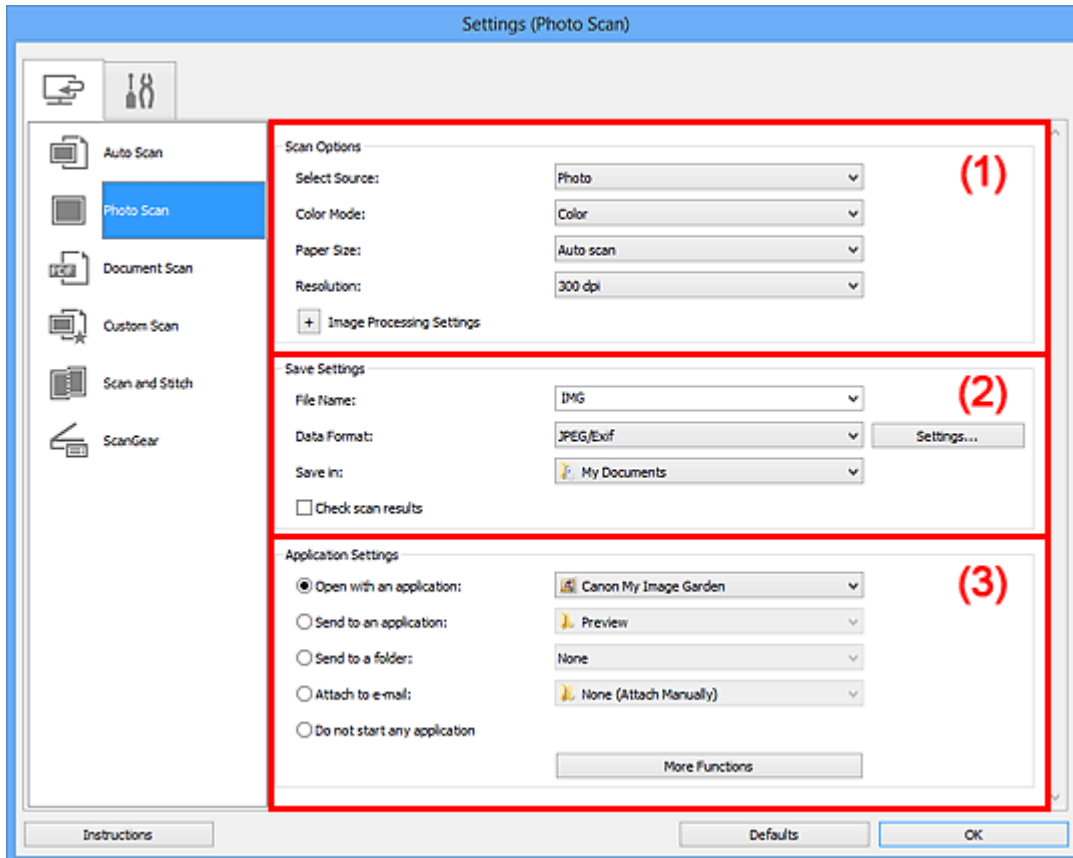 Settings (Photo Scan)
Auto Scan
Photo Scan
Document Scan
Custom Scan
Scan and Stitch
ScanGear
Scan Options
(1)
Select Source: Photo
Color Mode: Color
Paper Size: Auto scan
Resolution: 300 dpi
+ Image Processing Settings
Save Settings
(2)
File Name: IMG
Data Format: JPEG/Exif Settings...
Save in: My Documents
Check scan results
Application Settings
(3)
Open with an application: Canon My Image Garden
Send to an application: Preview
Send to a folder: None
Attach to e-mail: None (Attach Manually)
Do not start any application
More Functions
Instructions Defaults OK